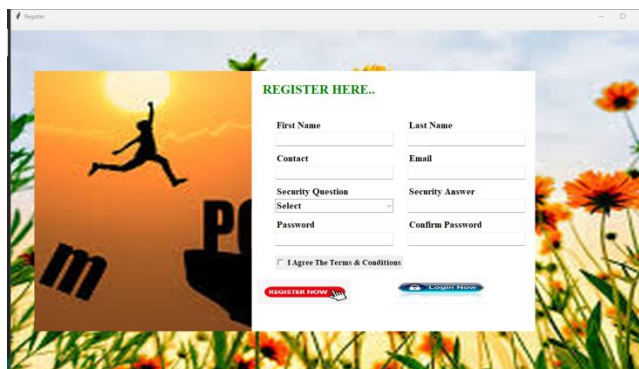 Register
REGISTER HERE..
First Name
Last Name
Contact
Email
Security Question
Security Answer
Select
Password
Confirm Password
I Agree The Terms & Conditions
REGISTER NOW
Login Now
m
PO